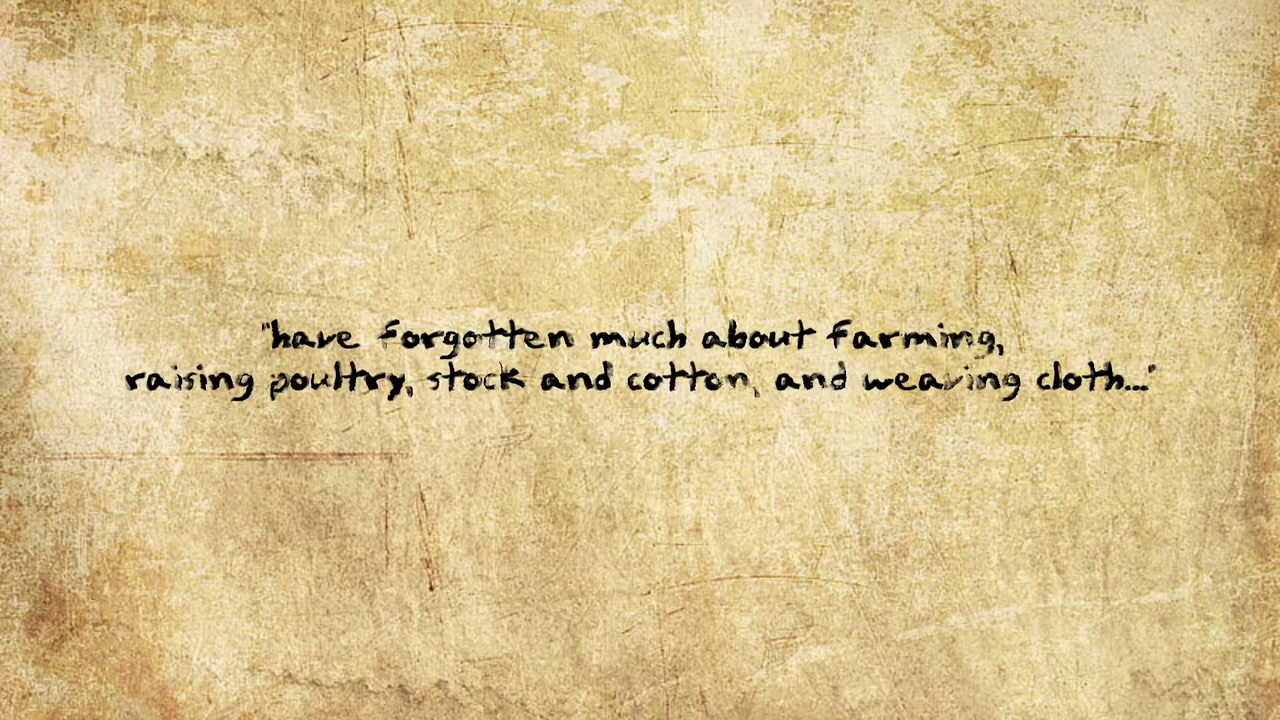 "have forgotten much about farming,
raising poultry, stock and cotton, and weaving cloth..."